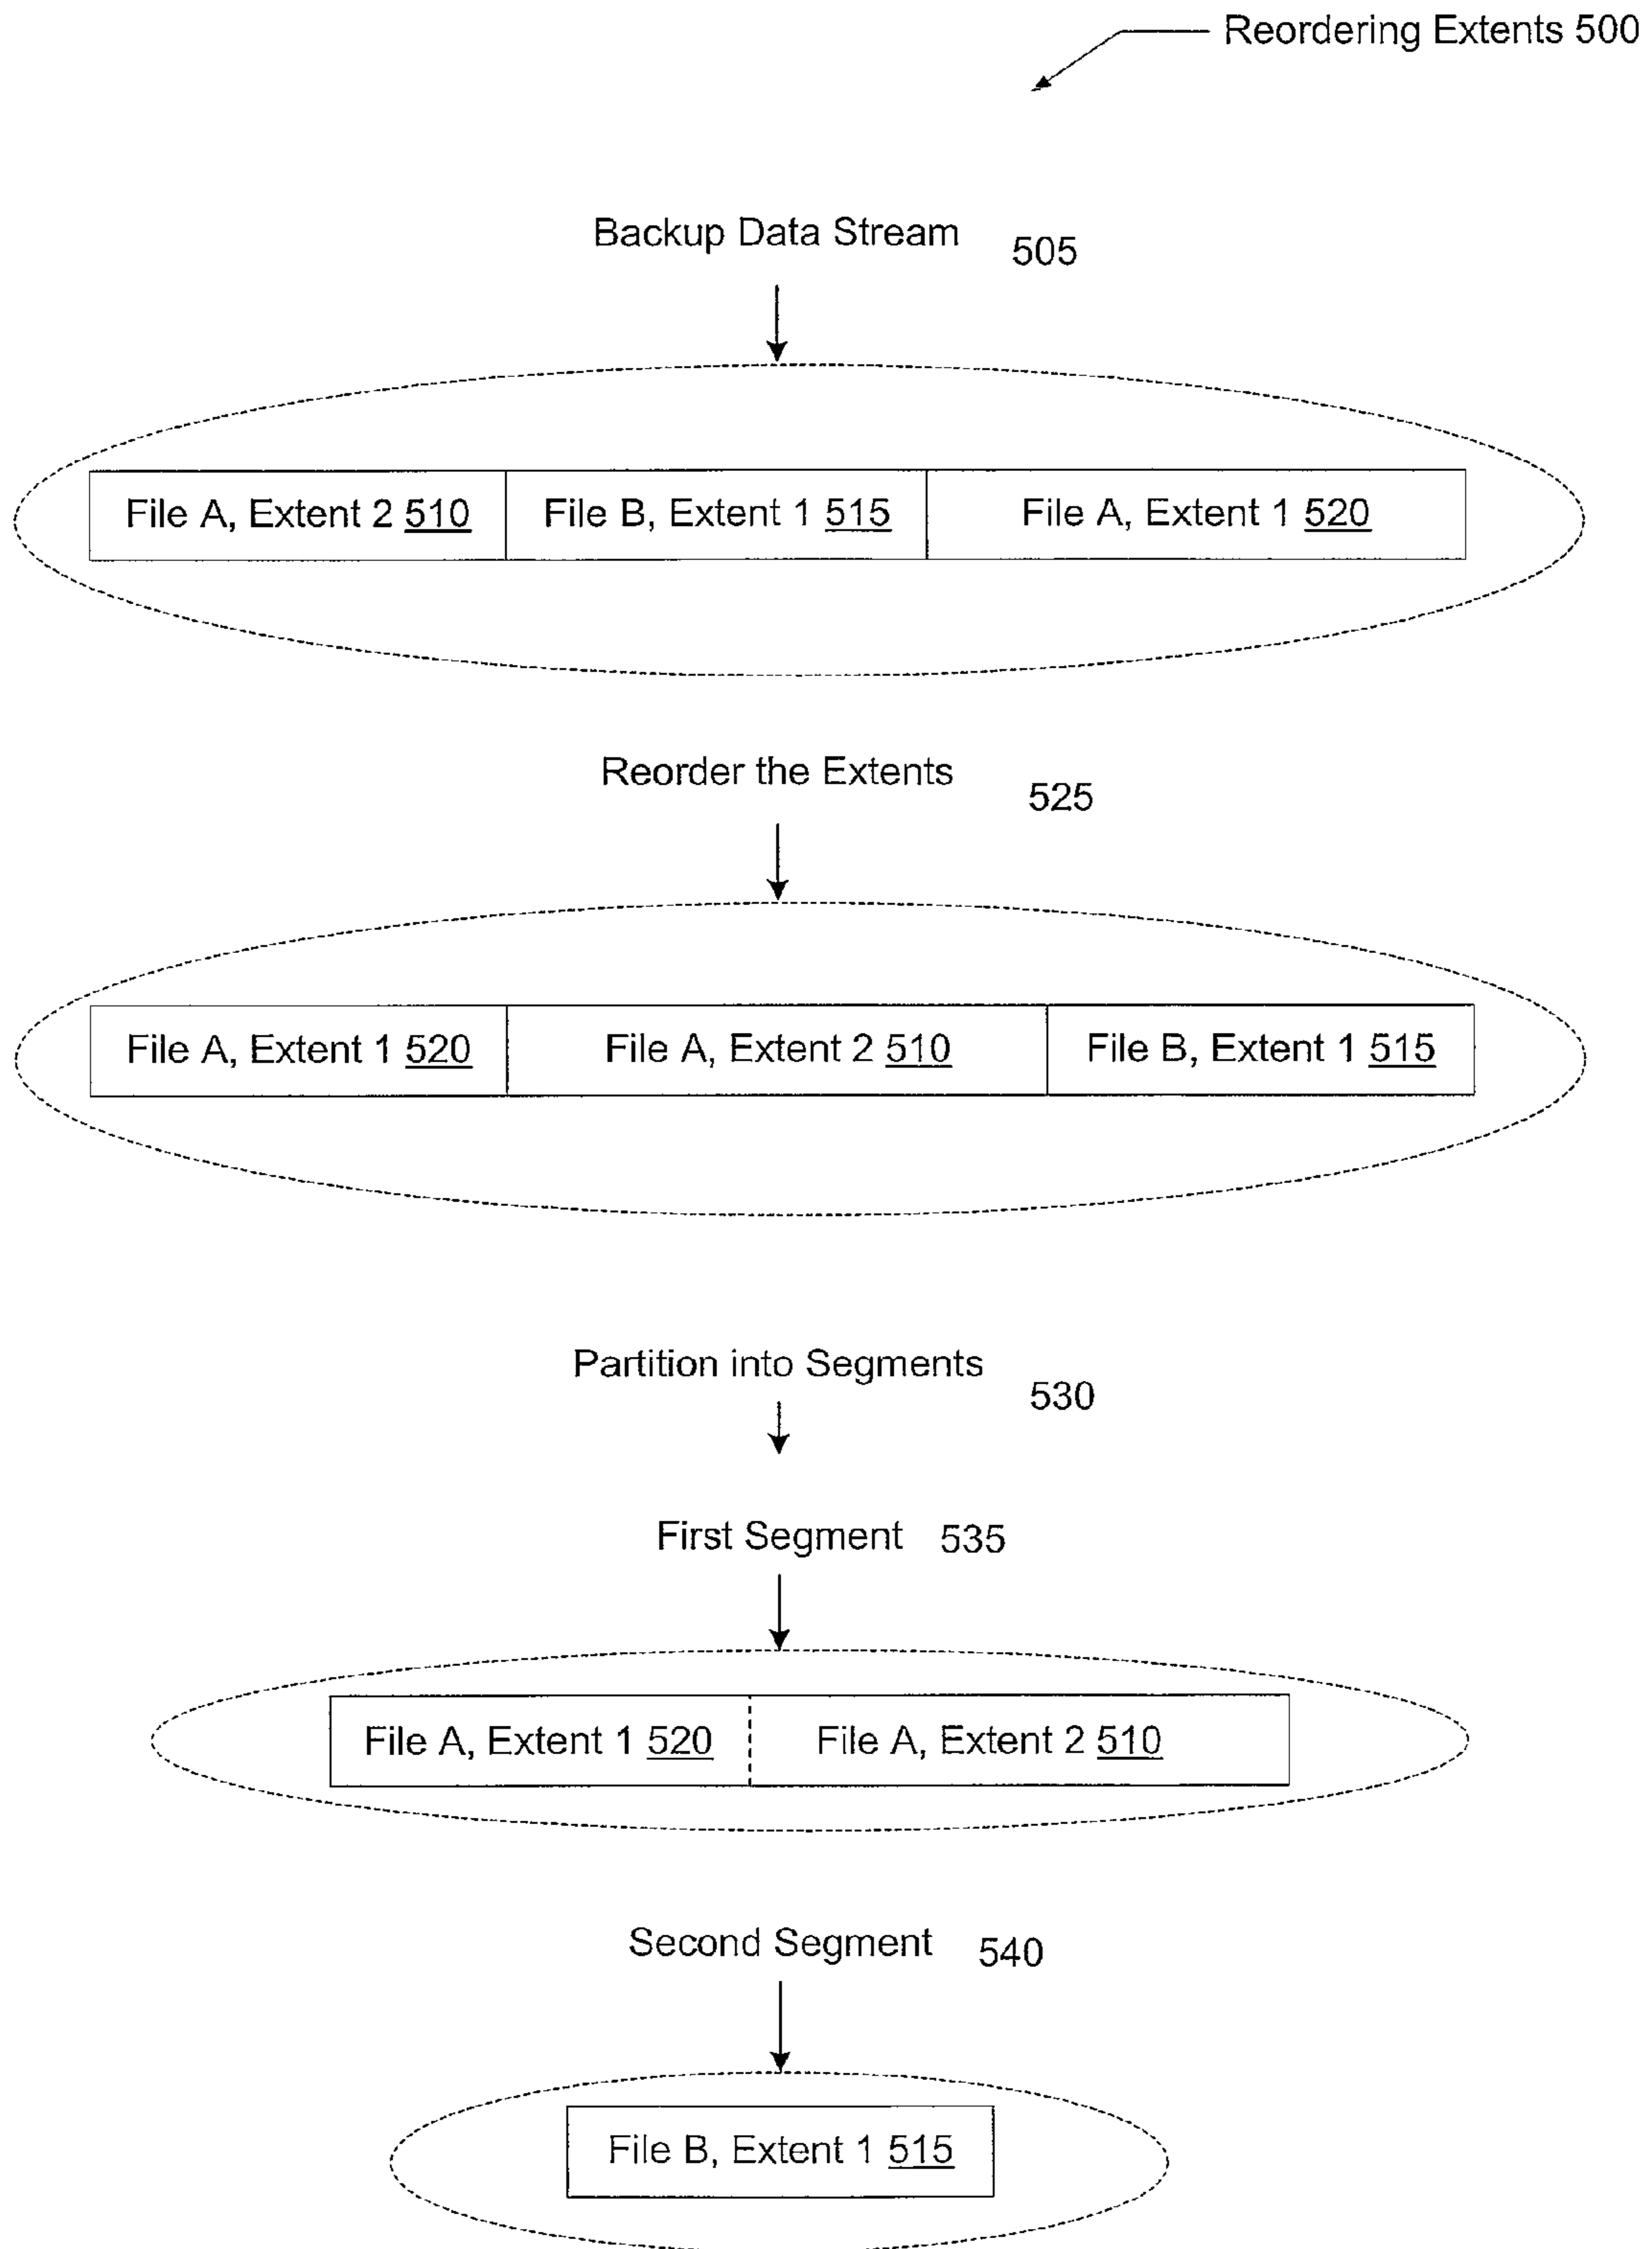 Reordering Extents 500
Backup Data Stream 505
File A, Extent 2 510 File B, Extent 1 515 File A, Extent 1 520
Reorder the Extents 525
File A, Extent 1 520 File A, Extent 2 510 File B, Extent 1 515
Partition into Segments 530
First Segment 535
File A, Extent 1 520 File A, Extent 2 510
Second Segment 540
File B, Extent 1 515